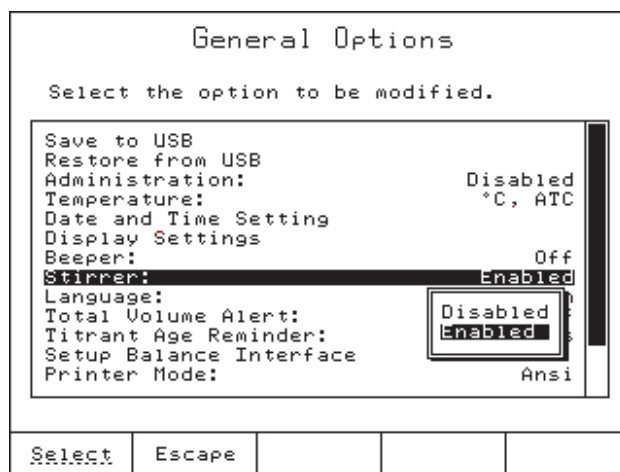 General Options
Select the option to be modified.
Save to USB
Restore from USB
Administration: Disabled
Temperature: °C, ATC
Date and Time Setting
Display Settings
Beeper: Off
Stirrer: Enabled
Language:
Total Volume Alert:
Titrant Age Reminder:
Setup Balance Interface
Printer Mode: Ansi
Disabled
Enabled
Select Escape